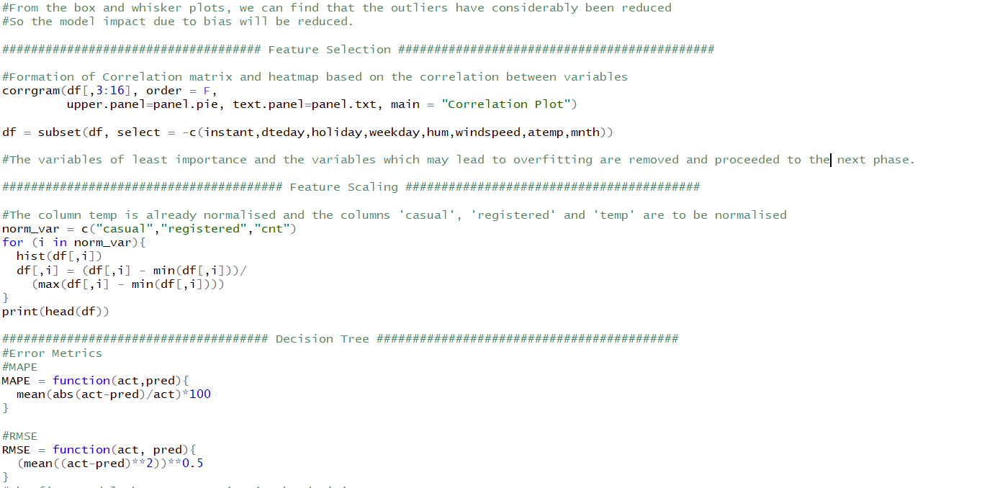 #From the box and whisker plots, we can find that the outliers have considerably been reduced
#So the model impact due to bias will be reduced.
#################################### Feature Selection ############################################
#Formation of Correlation matrix and heatmap based on the correlation between variables
corrgram(df[,3:16], order = F,
upper.panel=panel.pie, text.panel=panel.txt, main = "Correlation Plot")
df = subset(df, select = -c(instant,dteday,holiday,weekday,hum,windspeed,atemp,mnth))
#The variables of least importance and the variables which may lead to overfitting are removed and proceeded to the next phase.
####################################### Feature Scaling #########################################
#The column temp is already normalised and the columns 'casual', 'registered' and 'temp' are to be normalised
norm_var = c("casual","registered","cnt")
for (i in norm_var){
hist(df[,i])
df[,i] = (df[,i] - min(df[,i]))/
(max(df[,i] - min(df[,i])))
}
print(head(df))
##################################### Decision Tree ##########################################
#Error Metrics
#MAPE
MAPE = function(act,pred){
mean(abs(act-pred)/act)*100
}
#RMSE
RMSE = function(act, pred){
(mean((act-pred)**2))**0.5
}